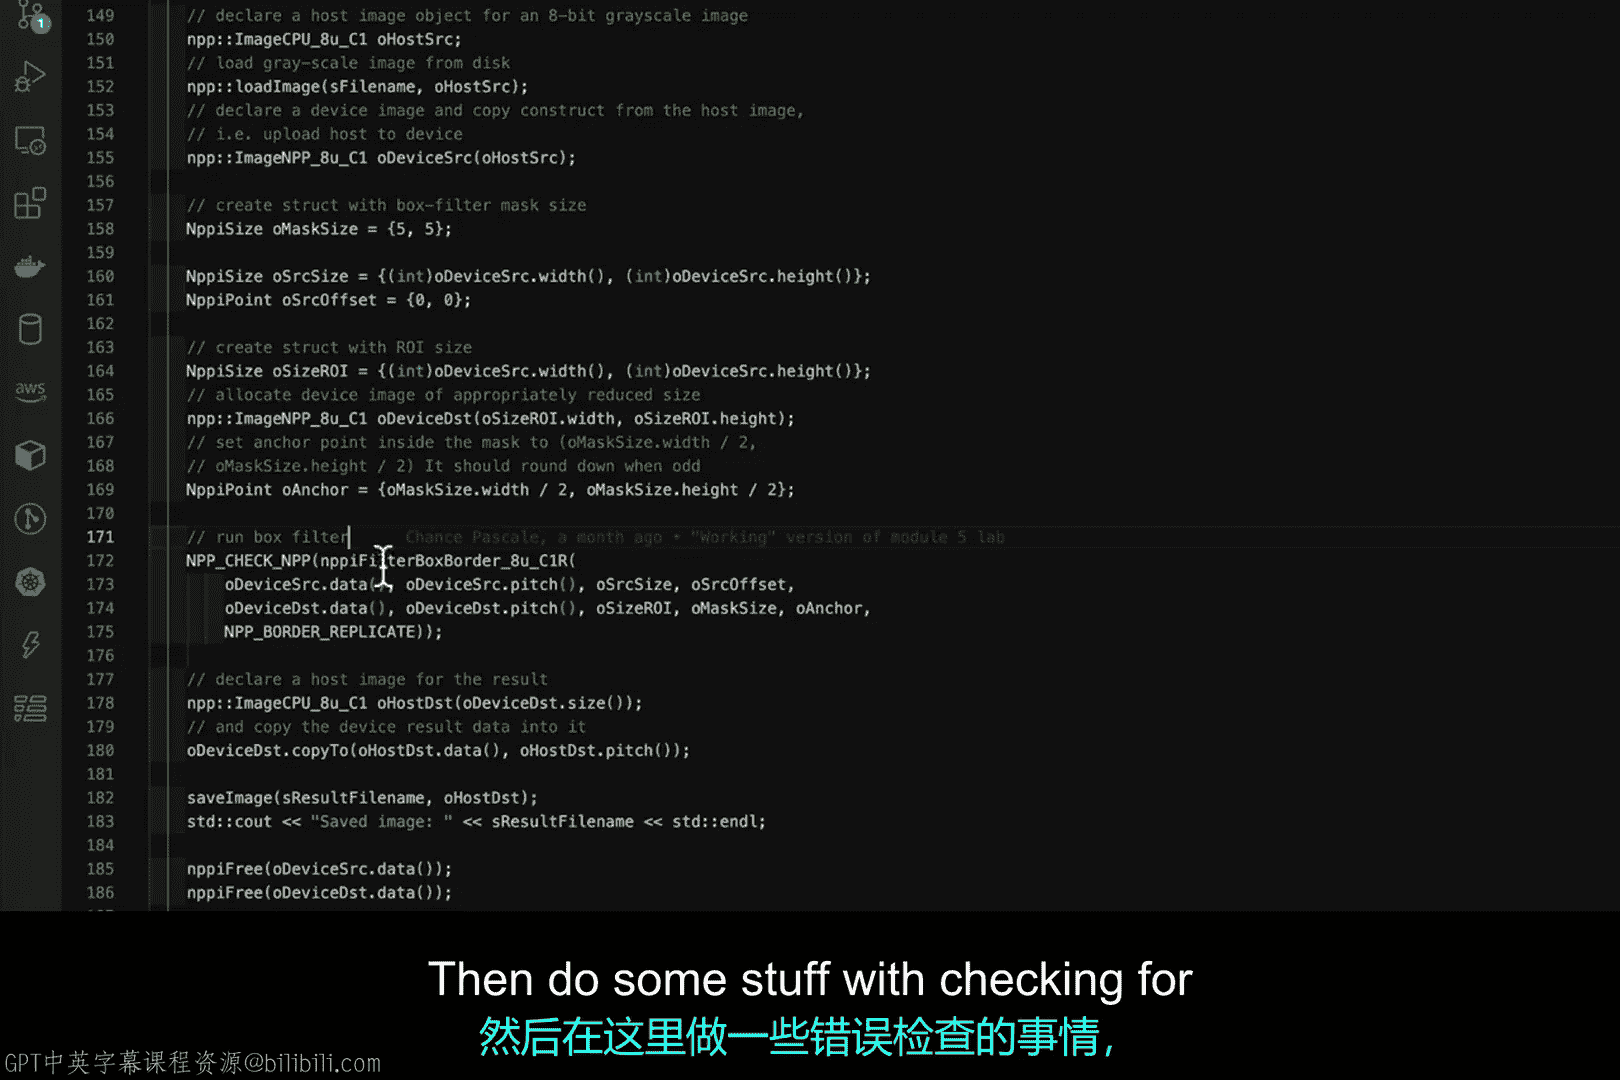 149 // declare a host image object for an 8-bit grayscale image
150 npp::ImageCPU_8u_C1 oHostSrc;
151 // load gray-scale image from disk
152 npp::loadImage(sFilename, oHostSrc);
153 // declare a device image and copy construct from the host image,
154 // i.e. upload host to device
155 npp::ImageNPP_8u_C1 oDeviceSrc(oHostSrc);
156
157 // create struct with box-filter mask size
158 NppiSize oMaskSize = {5, 5};
159
160 NppiSize oSrcSize = {(int)oDeviceSrc.width(), (int)oDeviceSrc.height()};
161 NppiPoint oSrcOffset = {0, 0};
162
163 // create struct with ROI size
164 NppiSize oSizeROI = {(int)oDeviceSrc.width(), (int)oDeviceSrc.height()};
165 // allocate device image of appropriately reduced size
166 npp::ImageNPP_8u_C1 oDeviceDst(oSizeROI.width, oSizeROI.height);
167 // set anchor point inside the mask to (oMaskSize.width / 2,
168 // oMaskSize.height / 2) It should round down when odd
169 NppiPoint oAnchor = {oMaskSize.width / 2, oMaskSize.height / 2};
170
171 // run box filter Chance Pascale, a month ago • "Working" version of module 5 lab
172 NPP_CHECK_NPP(nppiFilterBoxBorder_8u_C1R(
173 oDeviceSrc.data(), oDeviceSrc.pitch(), oSrcSize, oSrcOffset,
174 oDeviceDst.data(), oDeviceDst.pitch(), oSizeROI, oMaskSize, oAnchor,
175 NPP_BORDER_REPLICATE));
176
177 // declare a host image for the result
178 npp::ImageCPU_8u_C1 oHostDst(oDeviceDst.size());
179 // and copy the device result data into it
180 oDeviceDst.copyTo(oHostDst.data(), oHostDst.pitch());
181
182 saveImage(sResultFilename, oHostDst);
183 std::cout << "Saved image: " << sResultFilename << std::endl;
184
185 nppiFree(oDeviceSrc.data());
186 nppiFree(oDeviceDst.data());
1
aws
Then do some stuff with checking for
然后在这里做一些错误检查的事情，
GPT中英字幕课程资源@bilibili.com